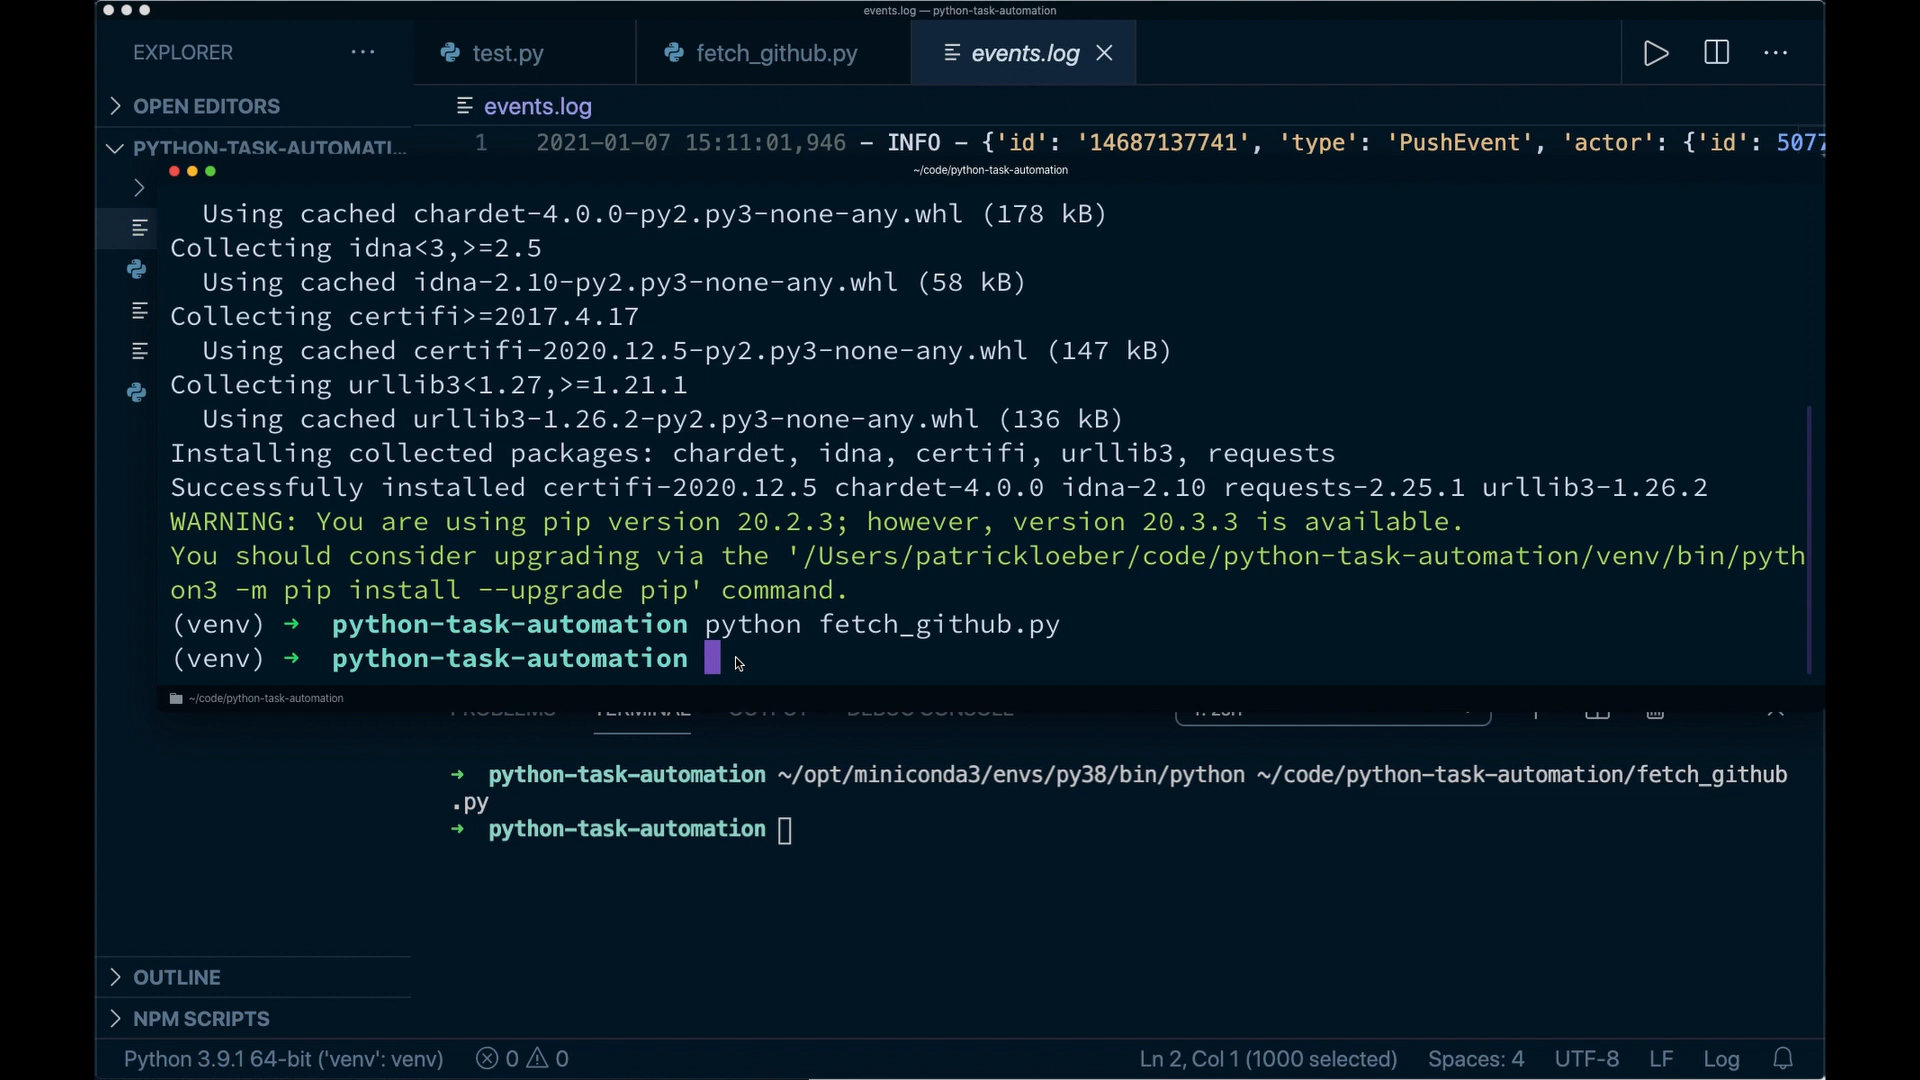 events.log — python-task-automation
EXPLORER
test.py
fetch_github.py
events.log
OPEN EDITORS
events.log
PYTHON-TASK-AUTOMATI...
1 2021-01-07 15:11:01,946 - INFO - {'id': '14687137741', 'type': 'PushEvent', 'actor': {'id': 5077
~/code/python-task-automation
Using cached chardet-4.0.0-py2.py3-none-any.whl (178 kB)
Collecting idna<3,>=2.5
Using cached idna-2.10-py2.py3-none-any.whl (58 kB)
Collecting certifi>=2017.4.17
Using cached certifi-2020.12.5-py2.py3-none-any.whl (147 kB)
Collecting urllib3<1.27,>=1.21.1
Using cached urllib3-1.26.2-py2.py3-none-any.whl (136 kB)
Installing collected packages: chardet, idna, certifi, urllib3, requests
Successfully installed certifi-2020.12.5 chardet-4.0.0 idna-2.10 requests-2.25.1 urllib3-1.26.2
WARNING: You are using pip version 20.2.3; however, version 20.3.3 is available.
You should consider upgrading via the '/Users/patrickloeber/code/python-task-automation/venv/bin/pyth
on3 -m pip install --upgrade pip' command.
(venv) → python-task-automation python fetch_github.py
(venv) → python-task-automation
~/code/python-task-automation
PROBLEMS TERMINAL OUTPUT DEBUG CONSOLE
→ python-task-automation ~/opt/miniconda3/envs/py38/bin/python ~/code/python-task-automation/fetch_github
.py
→ python-task-automation
OUTLINE
NPM SCRIPTS
Python 3.9.1 64-bit ('venv': venv) 0 0 Ln 2, Col 1 (1000 selected) Spaces: 4 UTF-8 LF Log